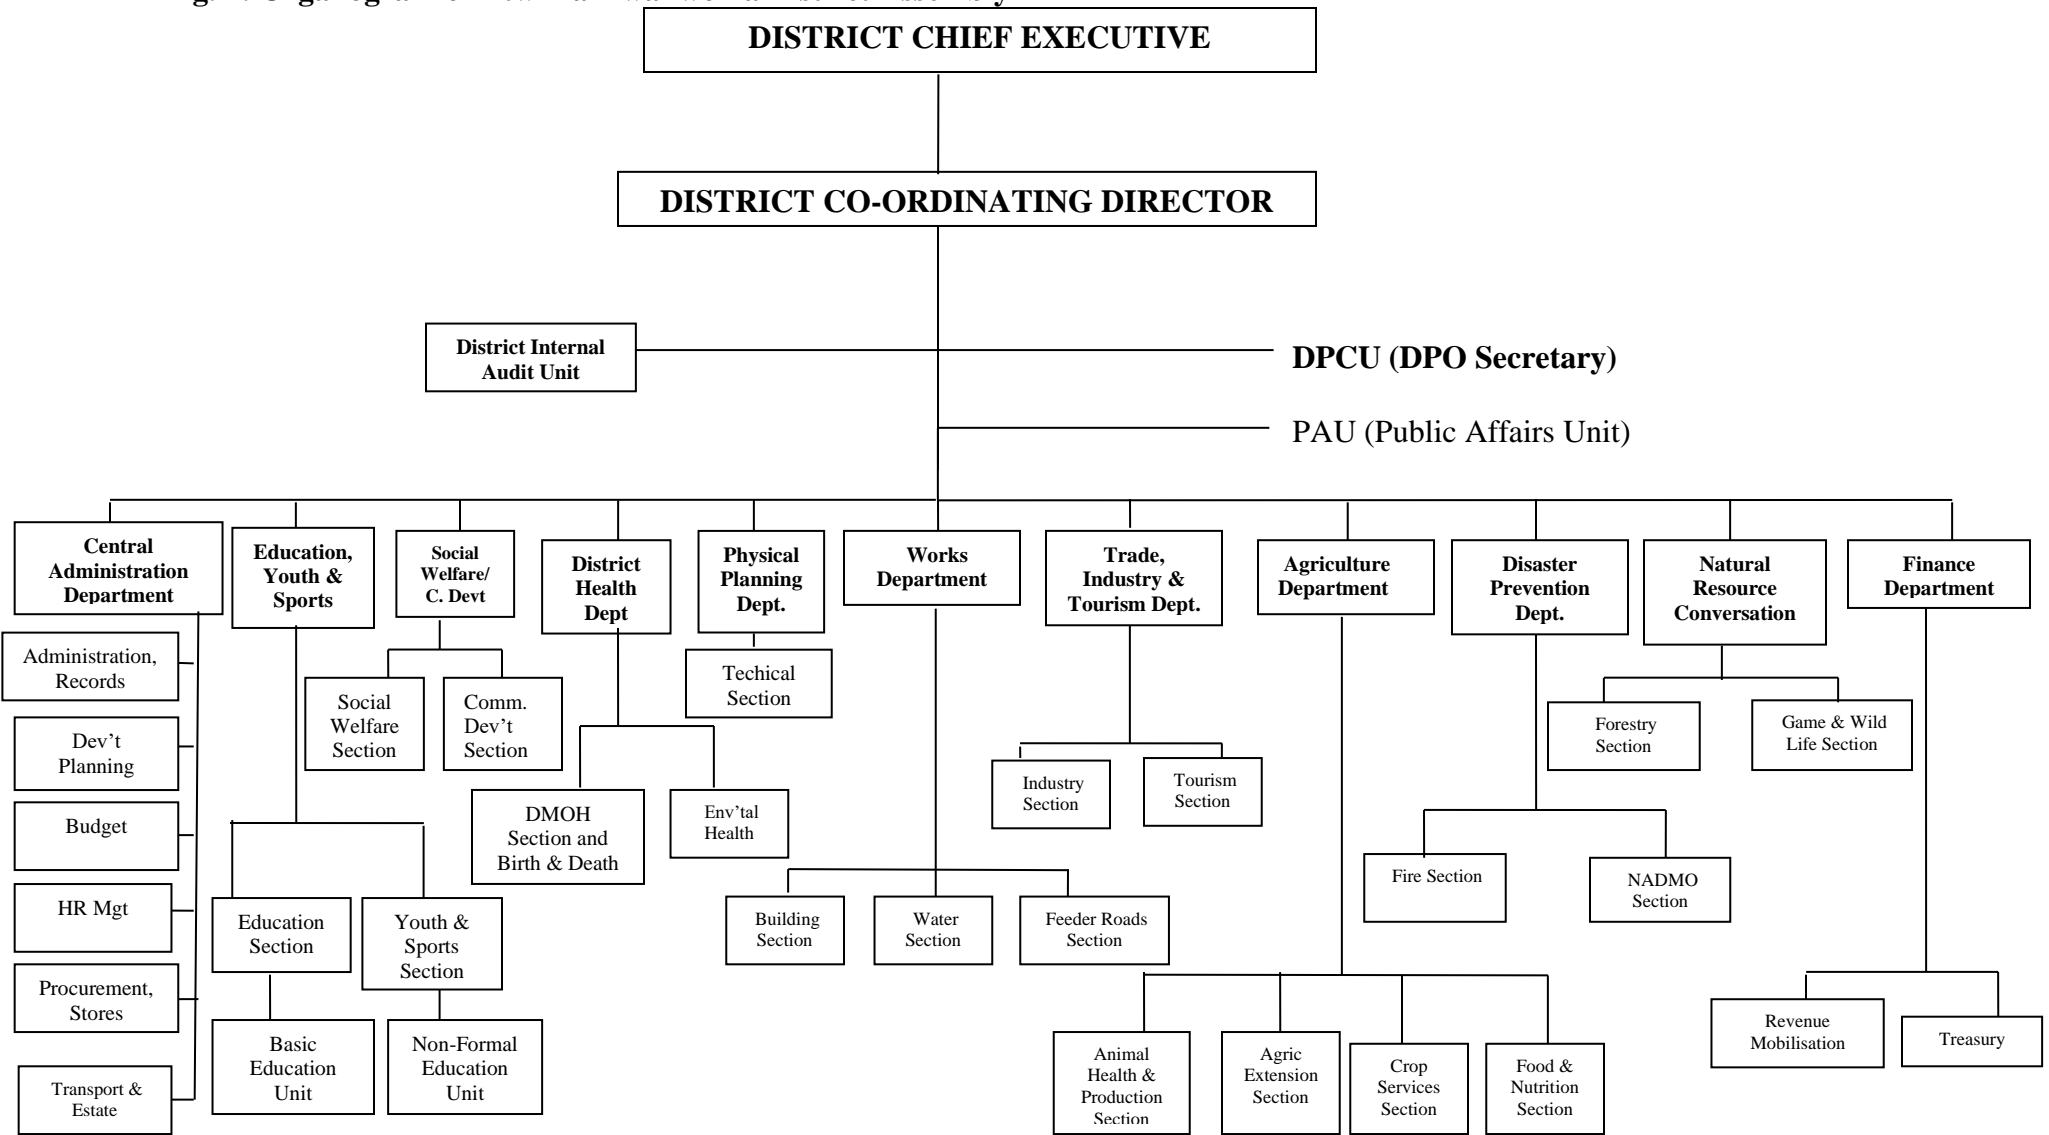 DISTRICT CHIEF EXECUTIVE
DISTRICT CO-ORDINATING DIRECTOR
District Internal
Audit Unit
DPCU (DPO Secretary)
PAU (Public Affairs Unit)
Central
Administration
Department
Education,
Youth &
Sports
Social
Welfare/
C. Devt
District
Health
Dept
Physical
Planning
Dept.
Works
Department
Trade,
Industry &
Tourism Dept.
Agriculture
Department
Disaster
Prevention
Dept.
Natural
Resource
Conversation
Finance
Department
Administration,
Records
Dev't
Planning
Budget
HR Mgt
Procurement,
Stores
Transport &
Estate
Education
Section
Youth &
Sports
Section
Basic
Education
Unit
Non-Formal
Education
Unit
Social
Welfare
Section
Comm.
Dev't
Section
DMOH
Section and
Birth & Death
Env'tal
Health
Techical
Section
Building
Section
Water
Section
Feeder Roads
Section
Industry
Section
Tourism
Section
Animal
Health &
Production
Section
Agric
Extension
Section
Crop
Services
Section
Food &
Nutrition
Section
Fire Section
NADMO
Section
Forestry
Section
Game & Wild
Life Section
Revenue
Mobilisation
Treasury